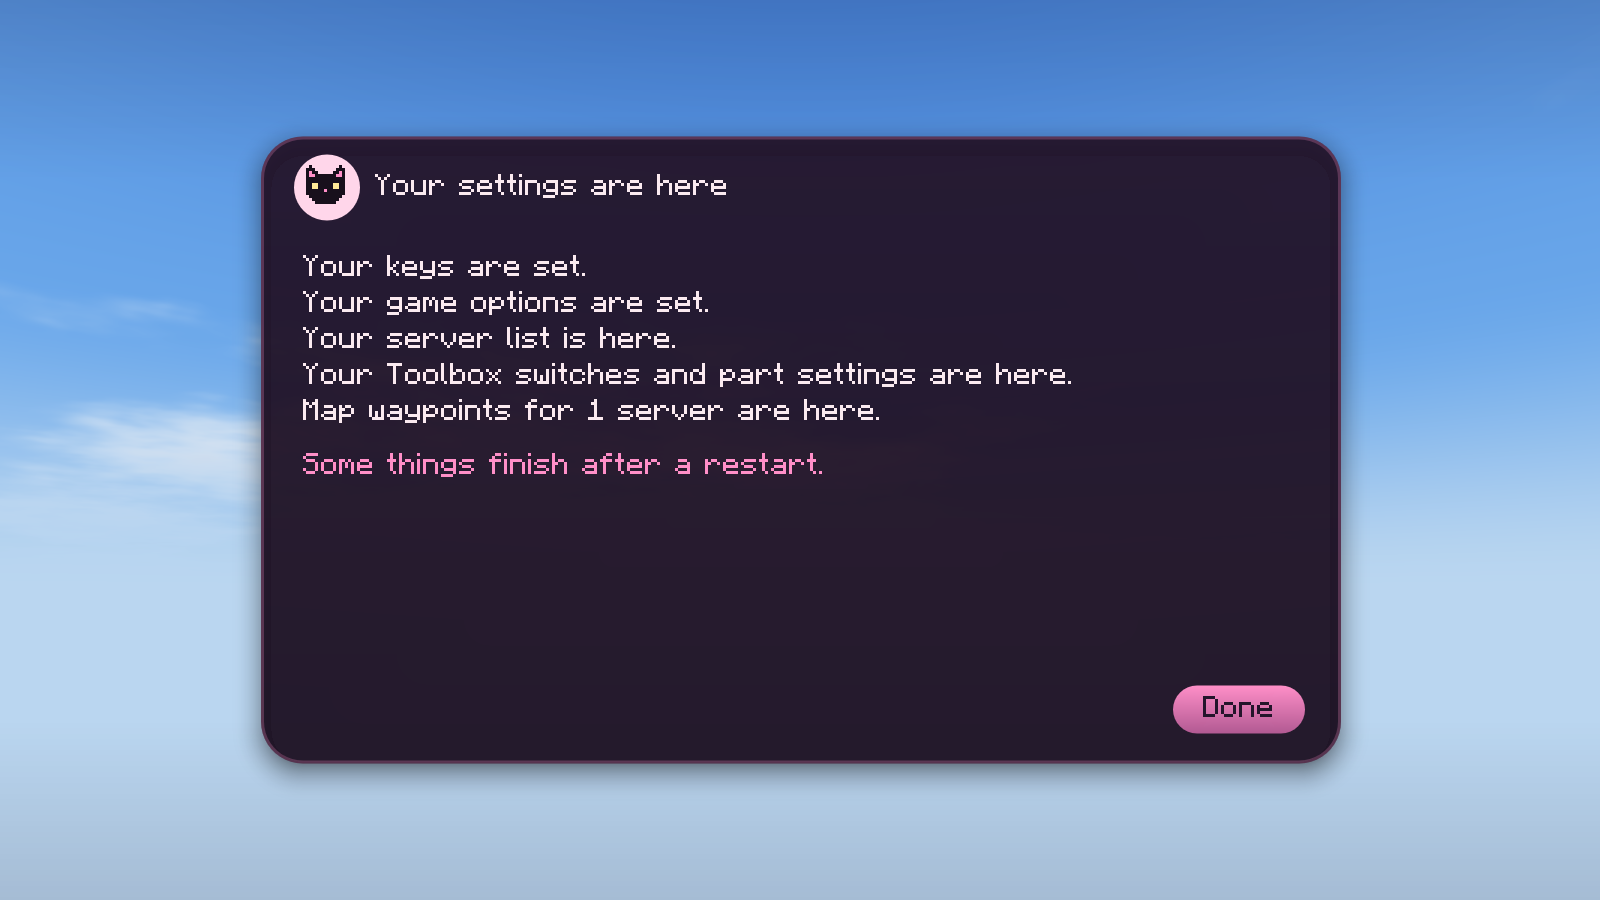 Your settings are here
Your keys are set.
Your game options are set.
Your server list is here.
Your Toolbox switches and part settings are here.
Map waypoints for 1 server are here.
Some things finish after a restart.
Done